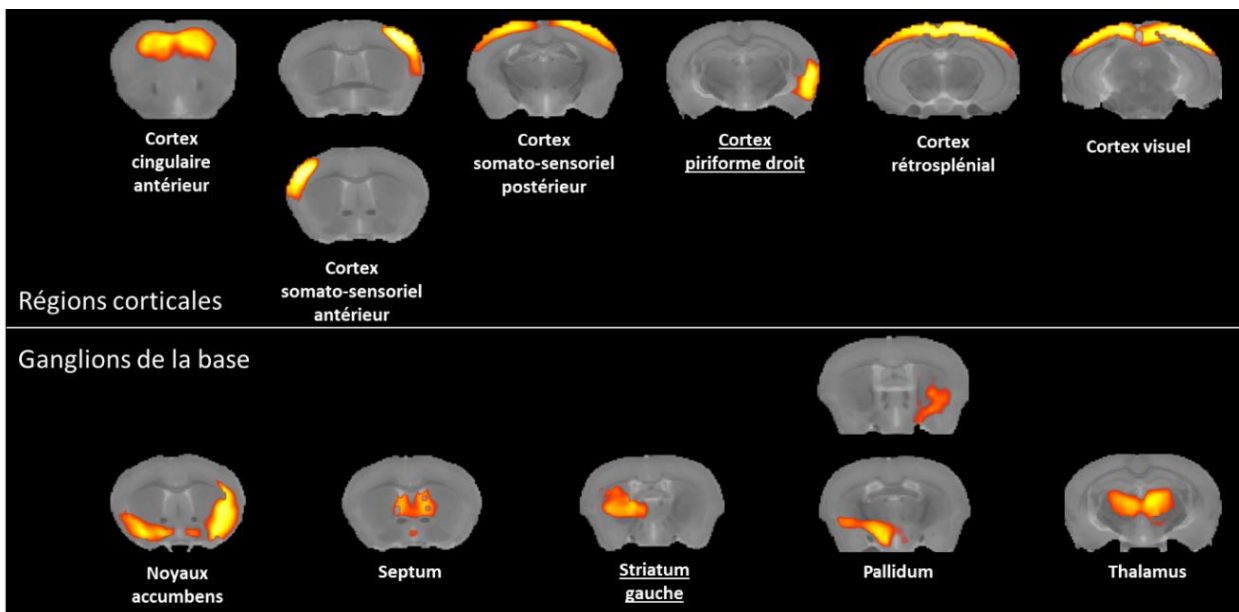 Cortex
cingulaire
antérieur
Cortex
somato-sensoriel
antérieur
Cortex
somato-sensoriel
postérieur
Cortex
piriforme droit
Cortex
rétrosplénial
Cortex visuel
Régions corticales
Ganglions de la base
Noyaux
accumbens
Septum
Striatum
gauche
Pallidum
Thalamus